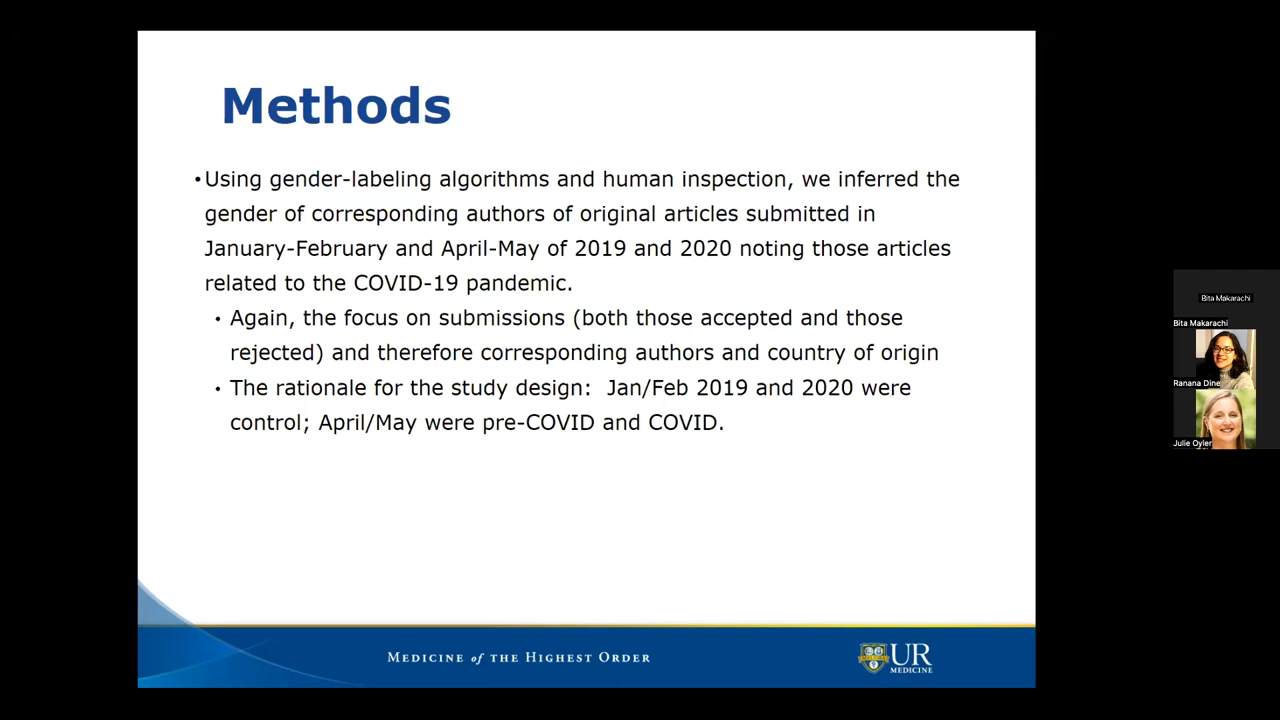 Methods
•Using gender-labeling algorithms and human inspection, we inferred the
gender of corresponding authors of original articles submitted in
January-February and April-May of 2019 and 2020 noting those articles
related to the COVID-19 pandemic.
• Again, the focus on submissions (both those accepted and those
rejected) and therefore corresponding authors and country of origin
• The rationale for the study design:  Jan/Feb 2019 and 2020 were
control; April/May were pre-COVID and COVID.
MEDICINE of THE HIGHEST ORDER
UR
MEDICINE
Bita Makarachi
Bita Makarachi
Ranana Dine
Julie Oyler